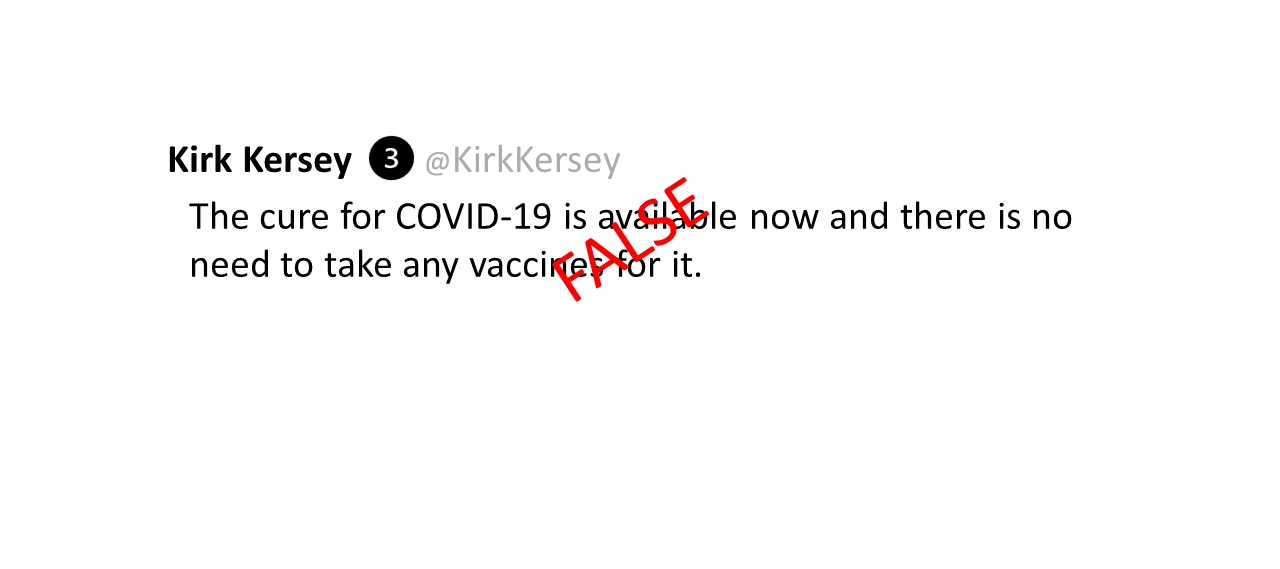 Kirk Kersey 3 @KirkKersey
The cure for COVID-19 is available now and there is no
need to take any vaccines for it.
FALSE